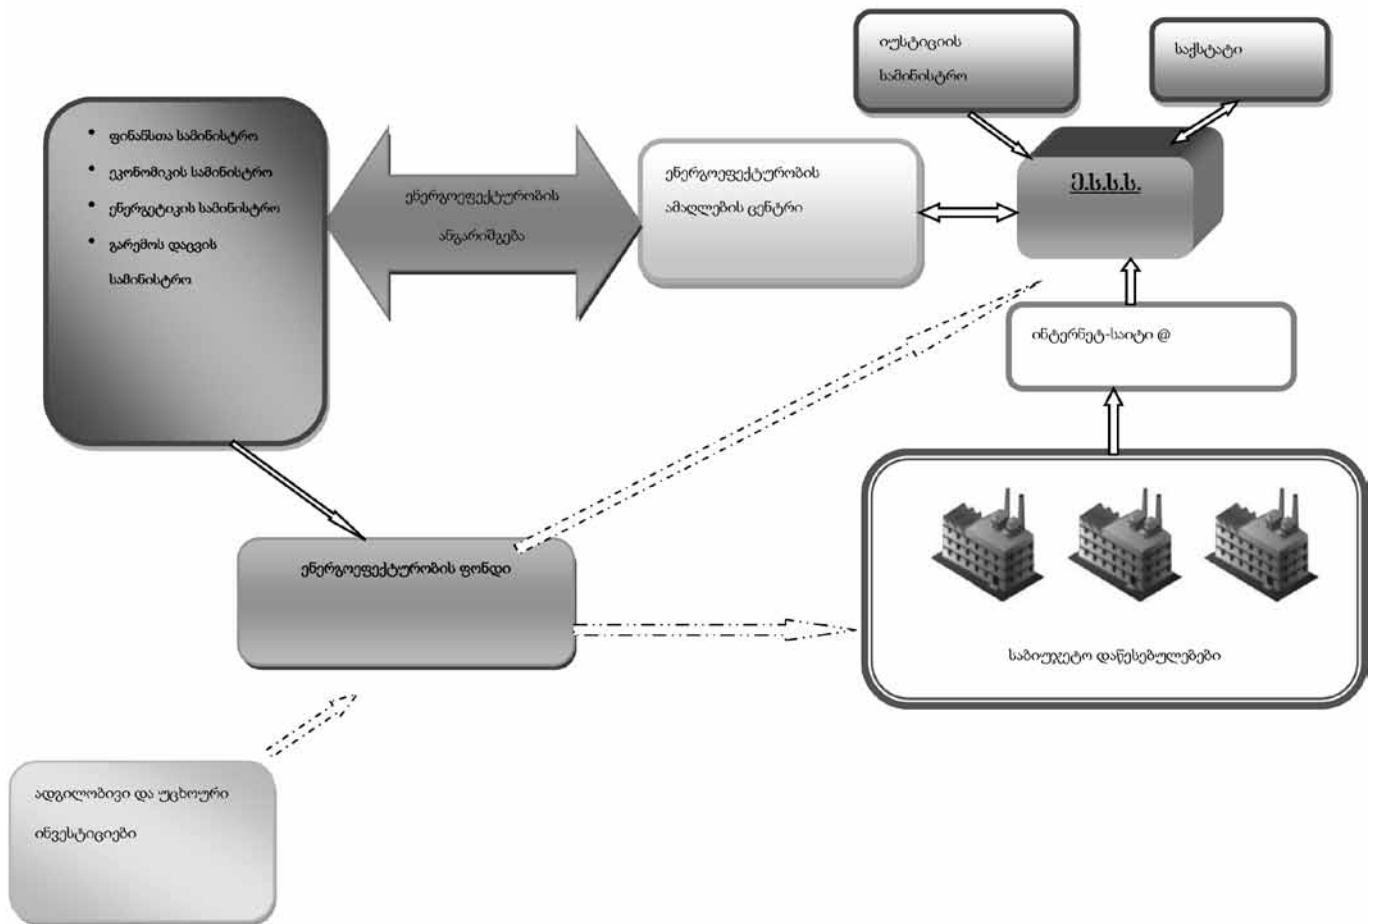 იუსტიციის
სამინისტრო
საქსტატი
• ფინანსთა სამინისტრო
• ეკონომიკის სამინისტრო
• ენერგეტიკის სამინისტრო
• გარემოს დაცვის
სამინისტრო
ენერგოეფექტურობის
ანგარიშგება
ენერგოეფექტურობის
ამაღლების ცენტრი
მ.ს.ს.ს.
ინტერნეტ-საიტი @
ენერგოეფექტურობის ფონდი
საბიუჯეტო დაწესებულებები
ადგილობივი და უცხოური
ინვესტიციები